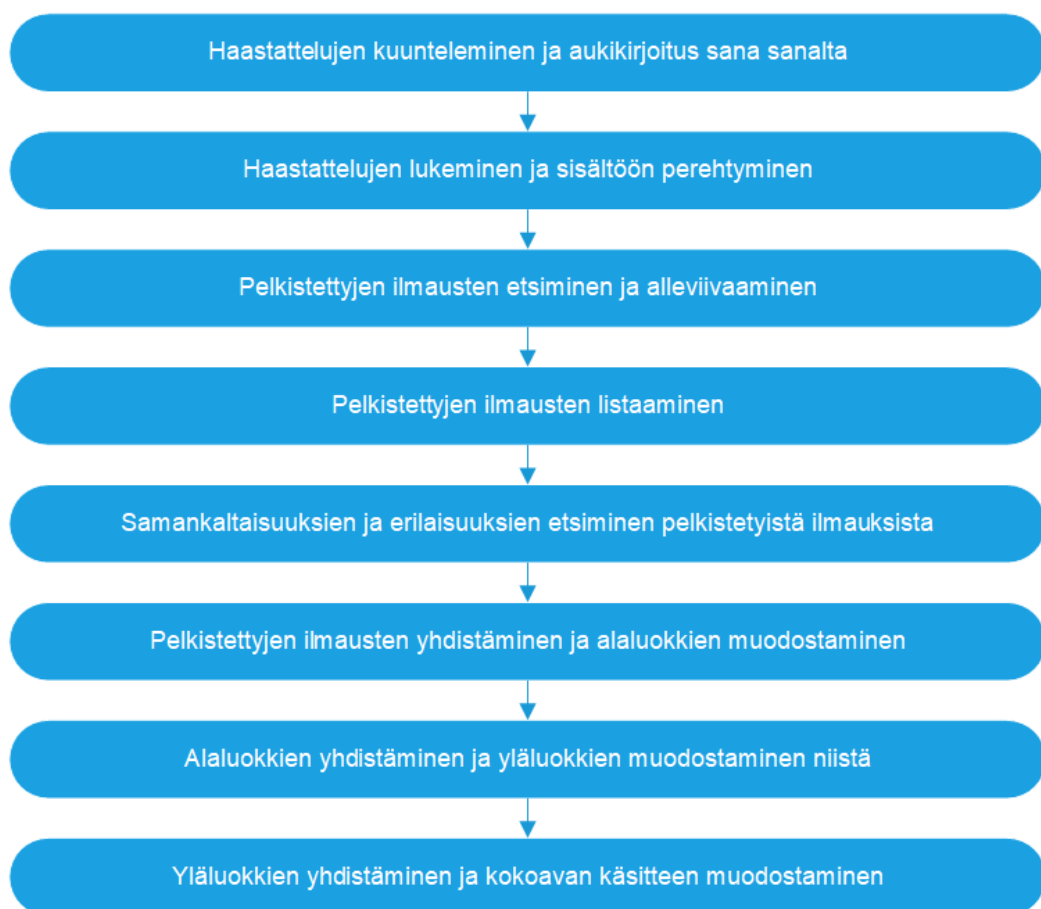 Haastattelujen kuunteleminen ja aukikirjoitus sana sanalta
Haastattelujen lukeminen ja sisältöön perehtyminen
Pelkistettyjen ilmausten etsiminen ja alleviivaaminen
Pelkistettyjen ilmausten listaaminen
Samankaltaisuuksien ja erilaisuuksien etsiminen pelkistetyistä ilmauksista
Pelkistettyjen ilmausten yhdistäminen ja alaluokkien muodostaminen
Alaluokkien yhdistäminen ja yläluokkien muodostaminen niistä
Yläluokkien yhdistäminen ja kokoavan käsitteen muodostaminen